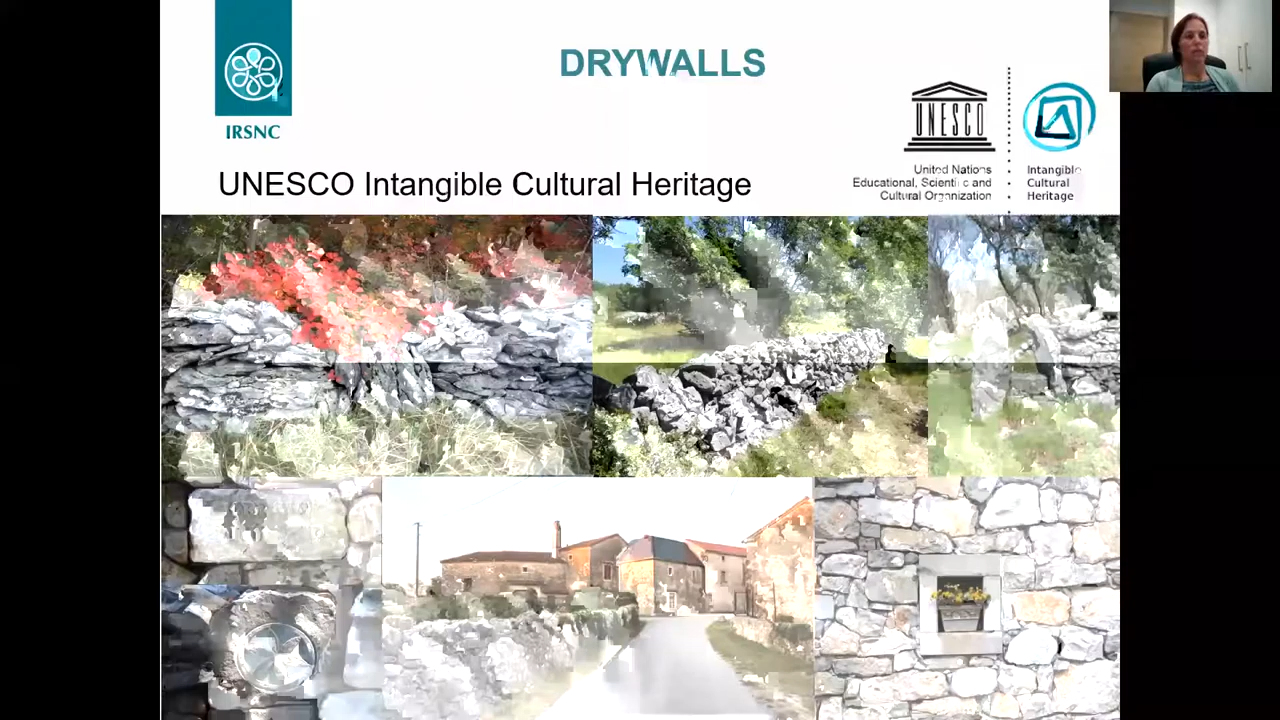 DRYWALLS
IRSNC
UNESCO
UNESCO Intangible Cultural Heritage
United Nations
Educational, Scientific and
Cultural Organization
Intangible
Cultural
Heritage